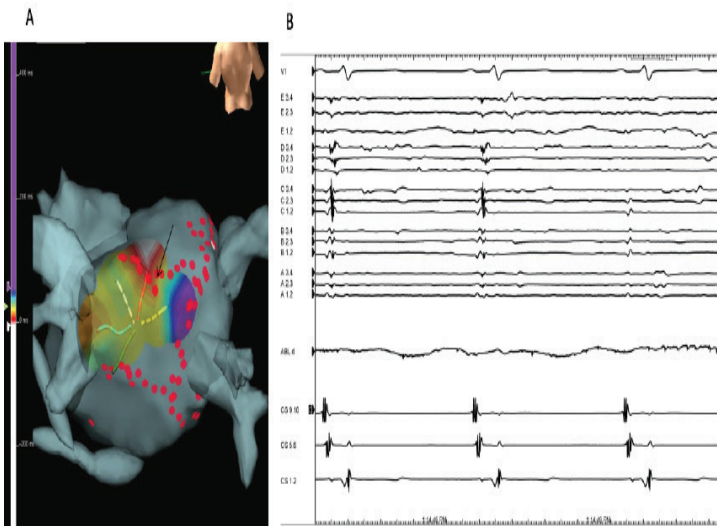 A
B
V1
E 3,4
E 2,3
E 1,2
D 3,4
D 2,3
D 1,2
C 3,4
C 2,3
C 1,2
B 3,4
B 2,3
B 1,2
A 3,4
A 2,3
A 1,2
ABL d
CS 9,10
CS 5,6
CS 1,2